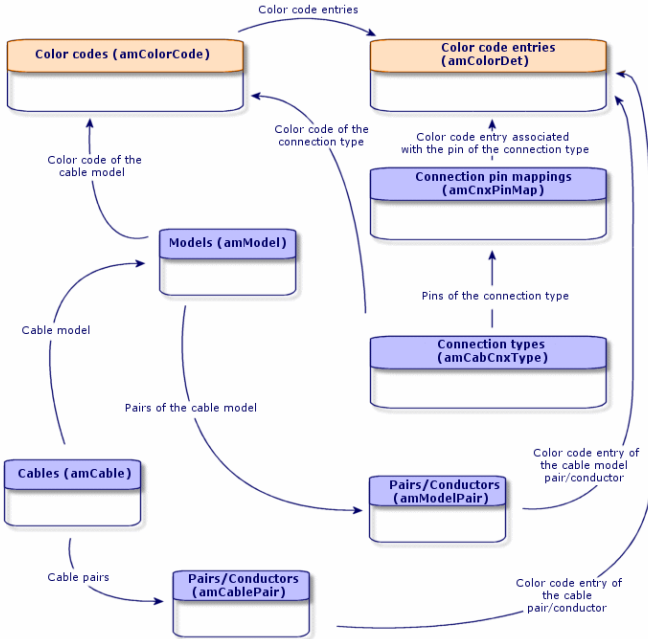 Color code entries
Color codes (amColorCode)
Color code entries
(amColorDet)
Color code of the
connection type
Color code entry associated
with the pin of the connection type
Color code of the
cable model
Connection pin mappings
(amCnxPinMap)
Models (amModel)
Pins of the connection type
Cable model
Connection types
(amCabCnxType)
Pairs of the cable model
Color code entry of
the cable model
pair/conductor
Cables (amCable)
Pairs/Conductors
(amModelPair)
Cable pairs
Pairs/Conductors
(amCablePair)
Color code entry of
the cable
pair/conductor